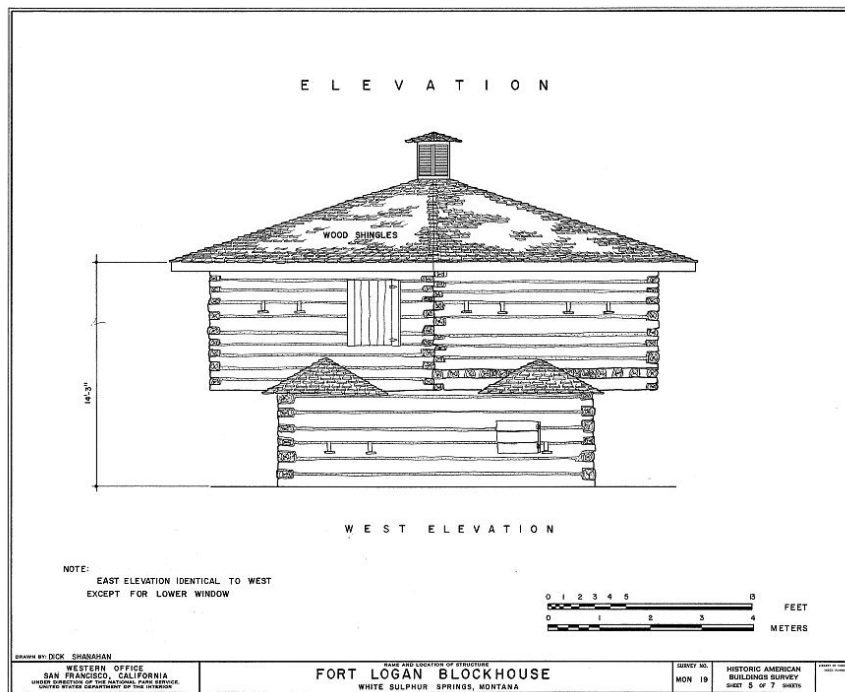 ELEVATION
WOOD SHINGLES
14'-3"
WEST ELEVATION
NOTE:
EAST ELEVATION IDENTICAL TO WEST
EXCEPT FOR LOWER WINDOW
0 1 2 3 4 5 13
FEET
0 1 2 3 4
METERS
DRAWN BY: DICK SHANAHAN
WESTERN OFFICE
SAN FRANCISCO, CALIFORNIA
UNDER DIRECTION OF THE NATIONAL PARK SERVICE,
UNITED STATES DEPARTMENT OF THE INTERIOR
NAME AND LOCATION OF STRUCTURE
FORT LOGAN BLOCKHOUSE
WHITE SULPHUR SPRINGS, MONTANA
SURVEY NO.
MON 19
HISTORIC AMERICAN
BUILDINGS SURVEY
SHEET 5 OF 7 SHEETS